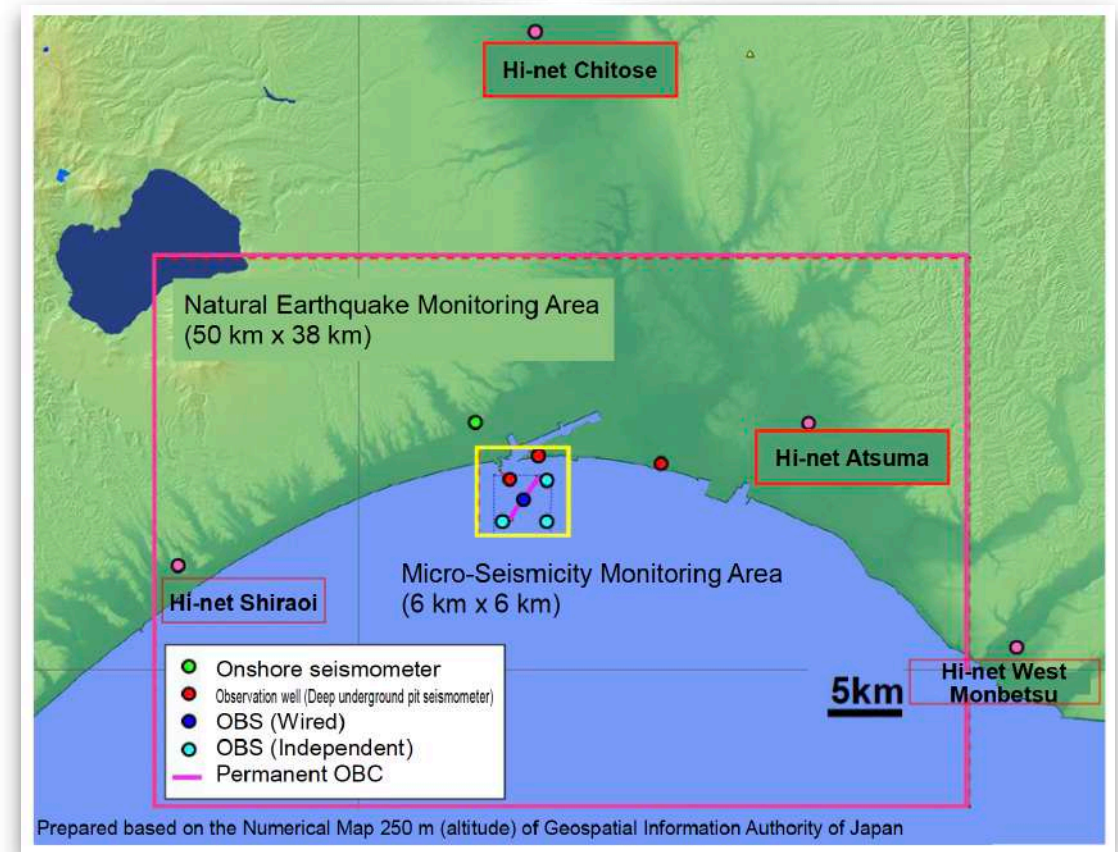 Hi-net Chitose
Natural Earthquake Monitoring Area
(50 km x 38 km)
Hi-net Atsuma
Micro-Seismicity Monitoring Area
(6 km x 6 km)
Hi-net Shiraoi
Onshore seismometer
Observation well (Deep underground pit seismometer)
OBS (Wired)
OBS (Independent)
Permanent OBC
5km
Hi-net West
Monbetsu
Prepared based on the Numerical Map 250 m (altitude) of Geospatial Information Authority of Japan